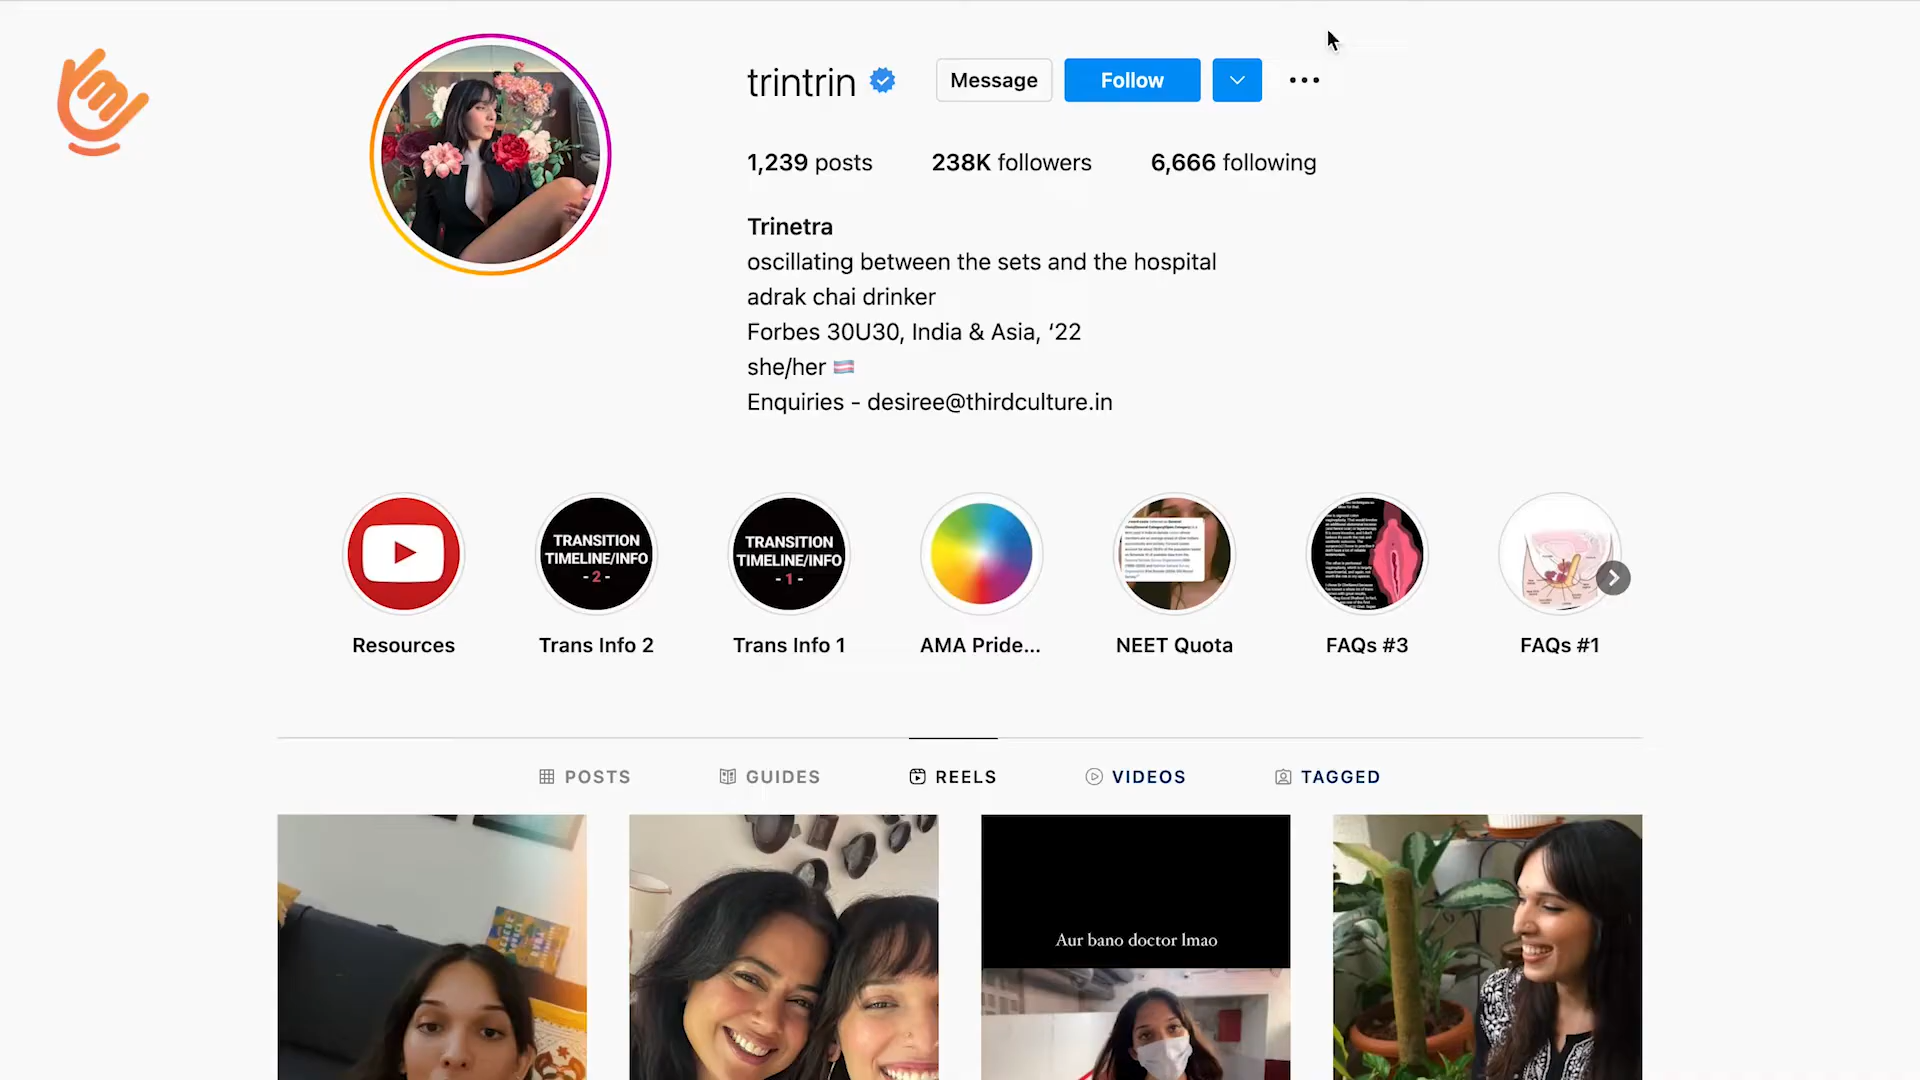 trintrin
Message
Follow
1,239 posts
238K followers
6,666 following
Trinetra
oscillating between the sets and the hospital
adrak chai drinker
Forbes 30U30, India & Asia, ‘22
she/her
Enquiries - desiree@thirdculture.in
TRANSITION
TIMELINE/INFO
- 2 -
TRANSITION
TIMELINE/INFO
- 1 -
Resources
Trans Info 2
Trans Info 1
AMA Pride...
NEET Quota
FAQs #3
FAQs #1
POSTS
GUIDES
REELS
VIDEOS
TAGGED
Aur bano doctor lmao